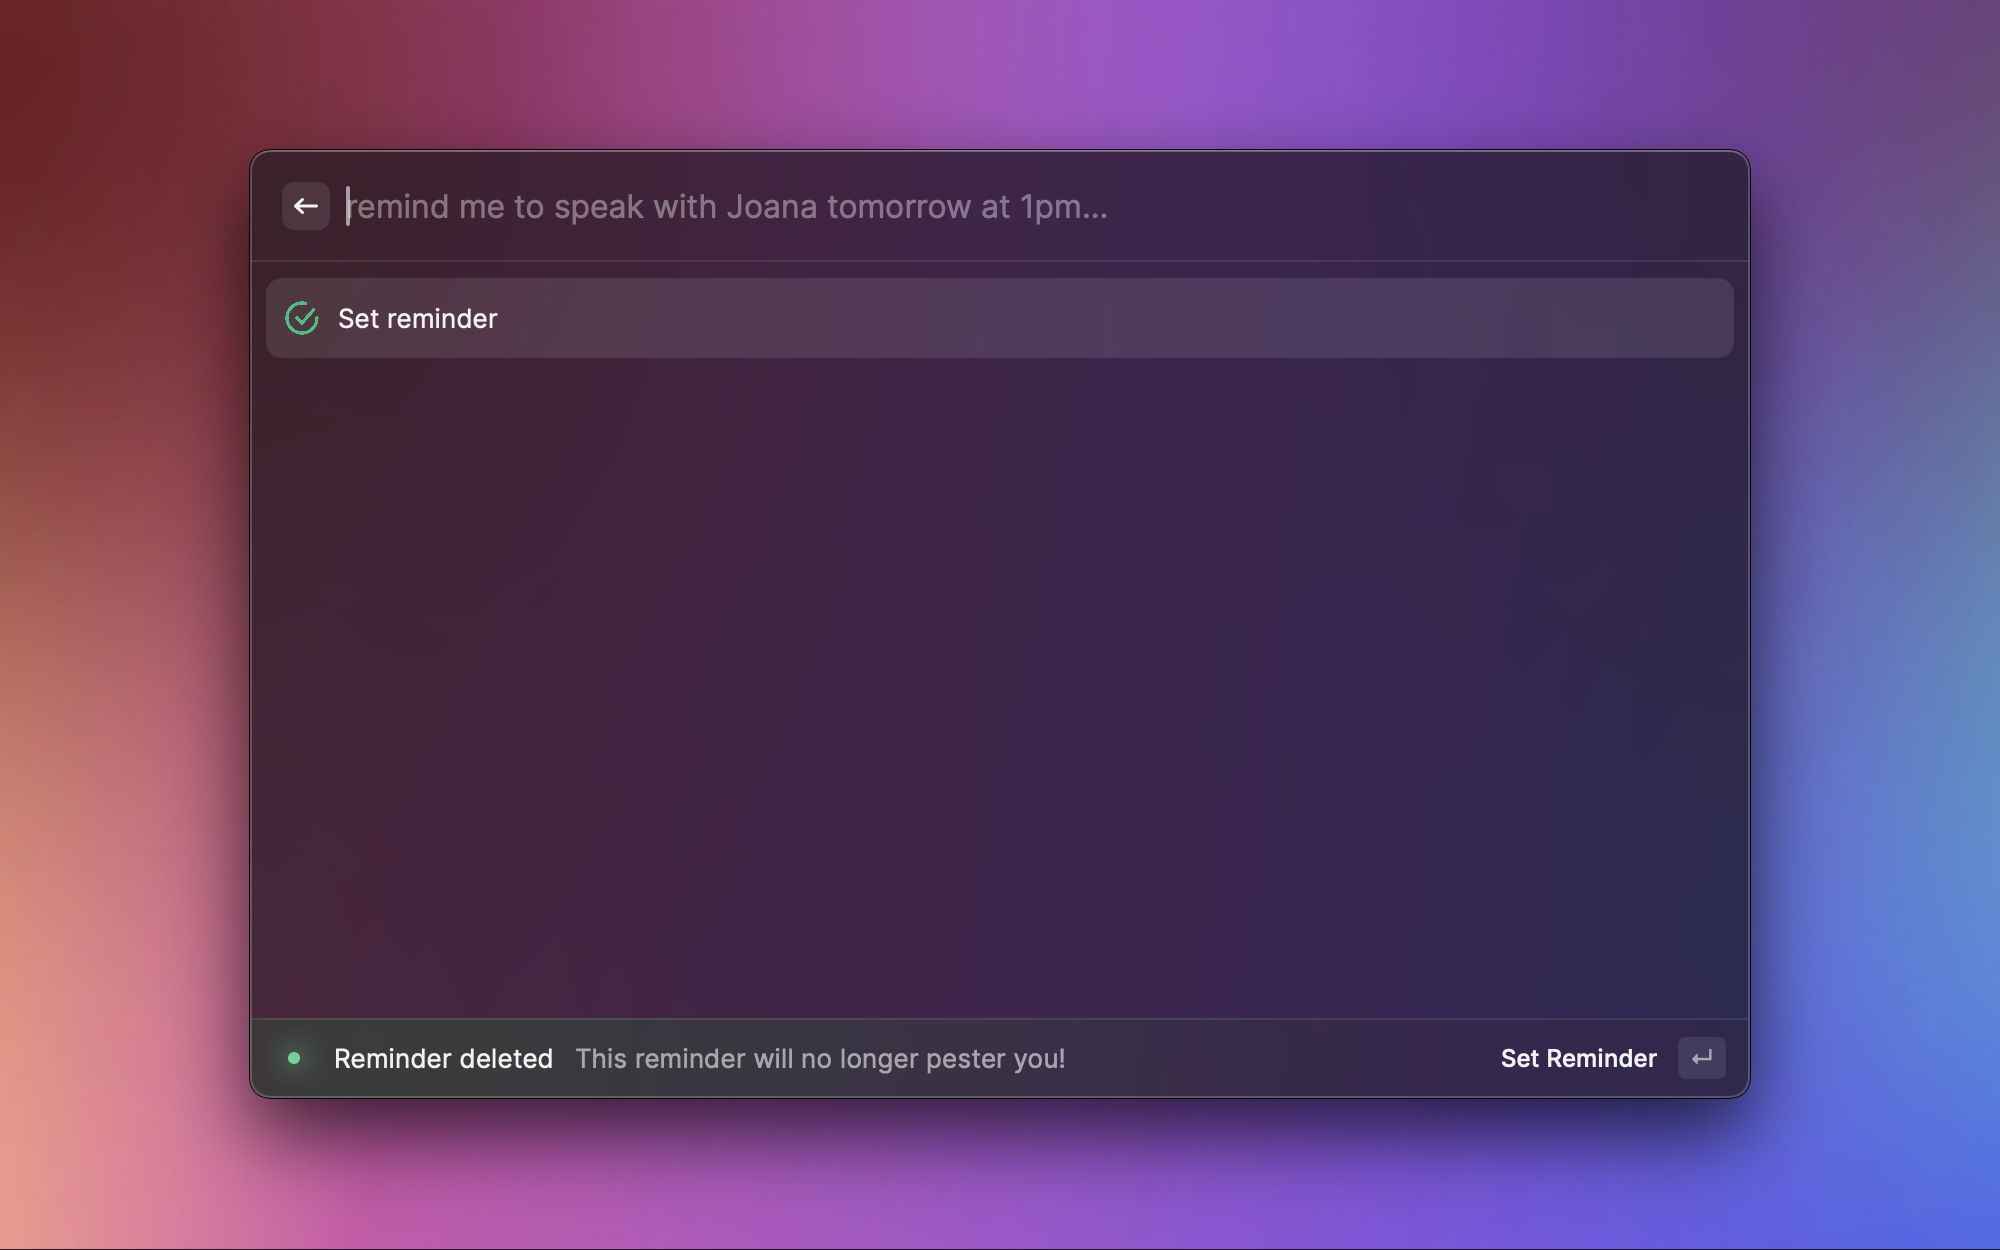 remind me to speak with Joana tomorrow at 1pm...
Set reminder
Reminder deleted This reminder will no longer pester you! Set Reminder